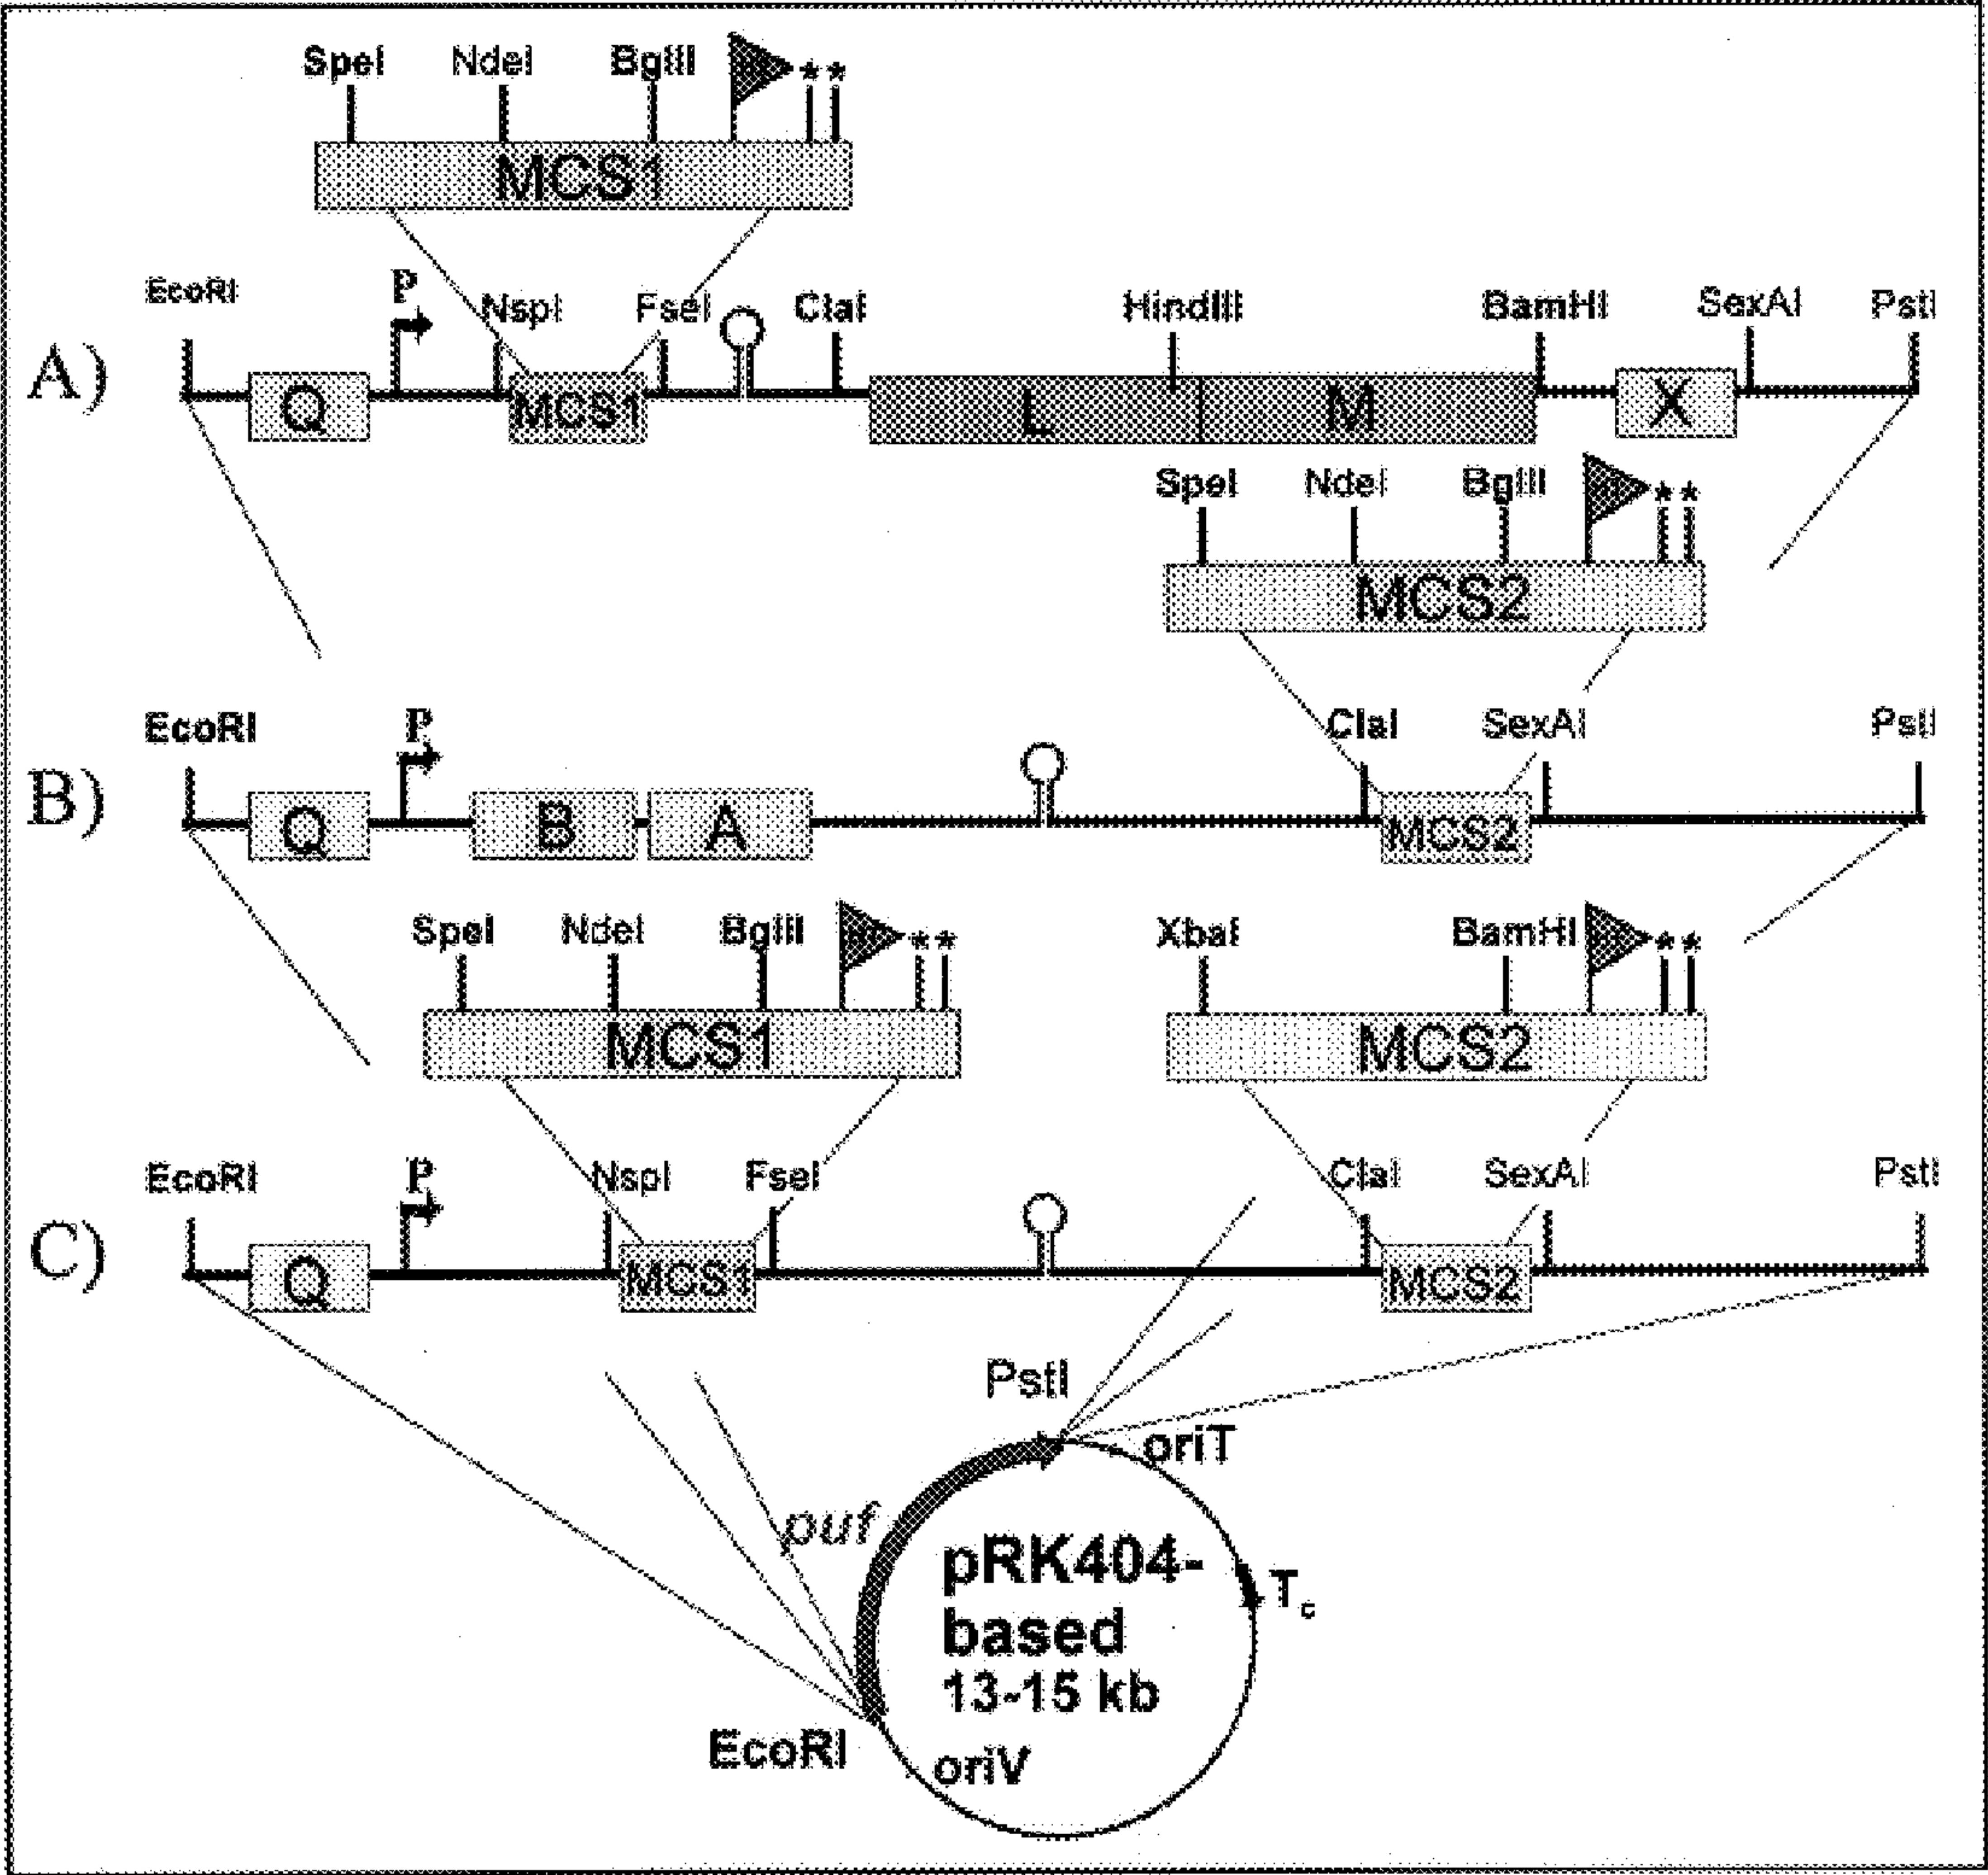 SpeI NdeI BglII * *
MCS1
EcoRI P NspI FseI ClaI HindIII BamHI SexAI PstI
A) Q MCS1 L M X
SpeI NdeI BglII * *
MCS2
EcoRI P ClaI SexAI PstI
B) Q B A MCS2
SpeI NdeI BglII * * XbaI BamHI * *
MCS1 MCS2
EcoRI P NspI FseI ClaI SexAI PstI
C) Q MCS1 MCS2
PstI
oriT
puf
pRK404-
based
13-15 kb
Tc
EcoRI
oriV